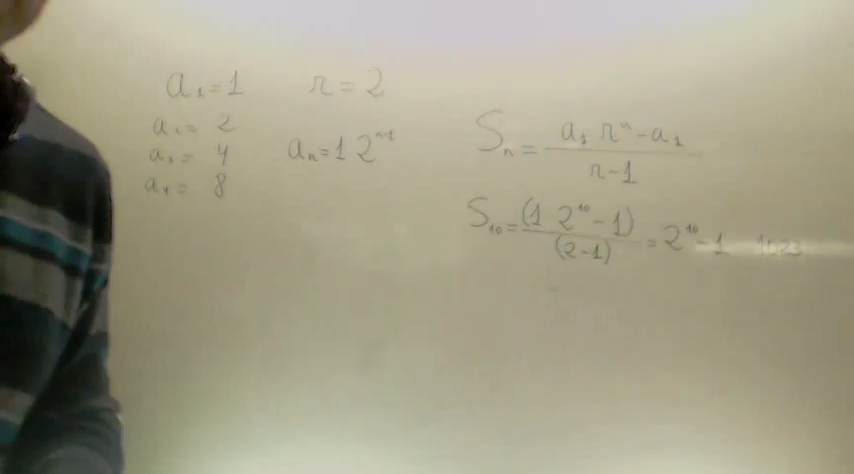 a₁=1 r=2
a₂= 2
a₃= 4
a₄= 8
aₙ=1 2ⁿ⁻¹
Sₙ= (a₁ rⁿ-a₁)/(r-1)
S₁₀= (1 2¹⁰-1)/(2-1) = 2¹⁰-1 1023